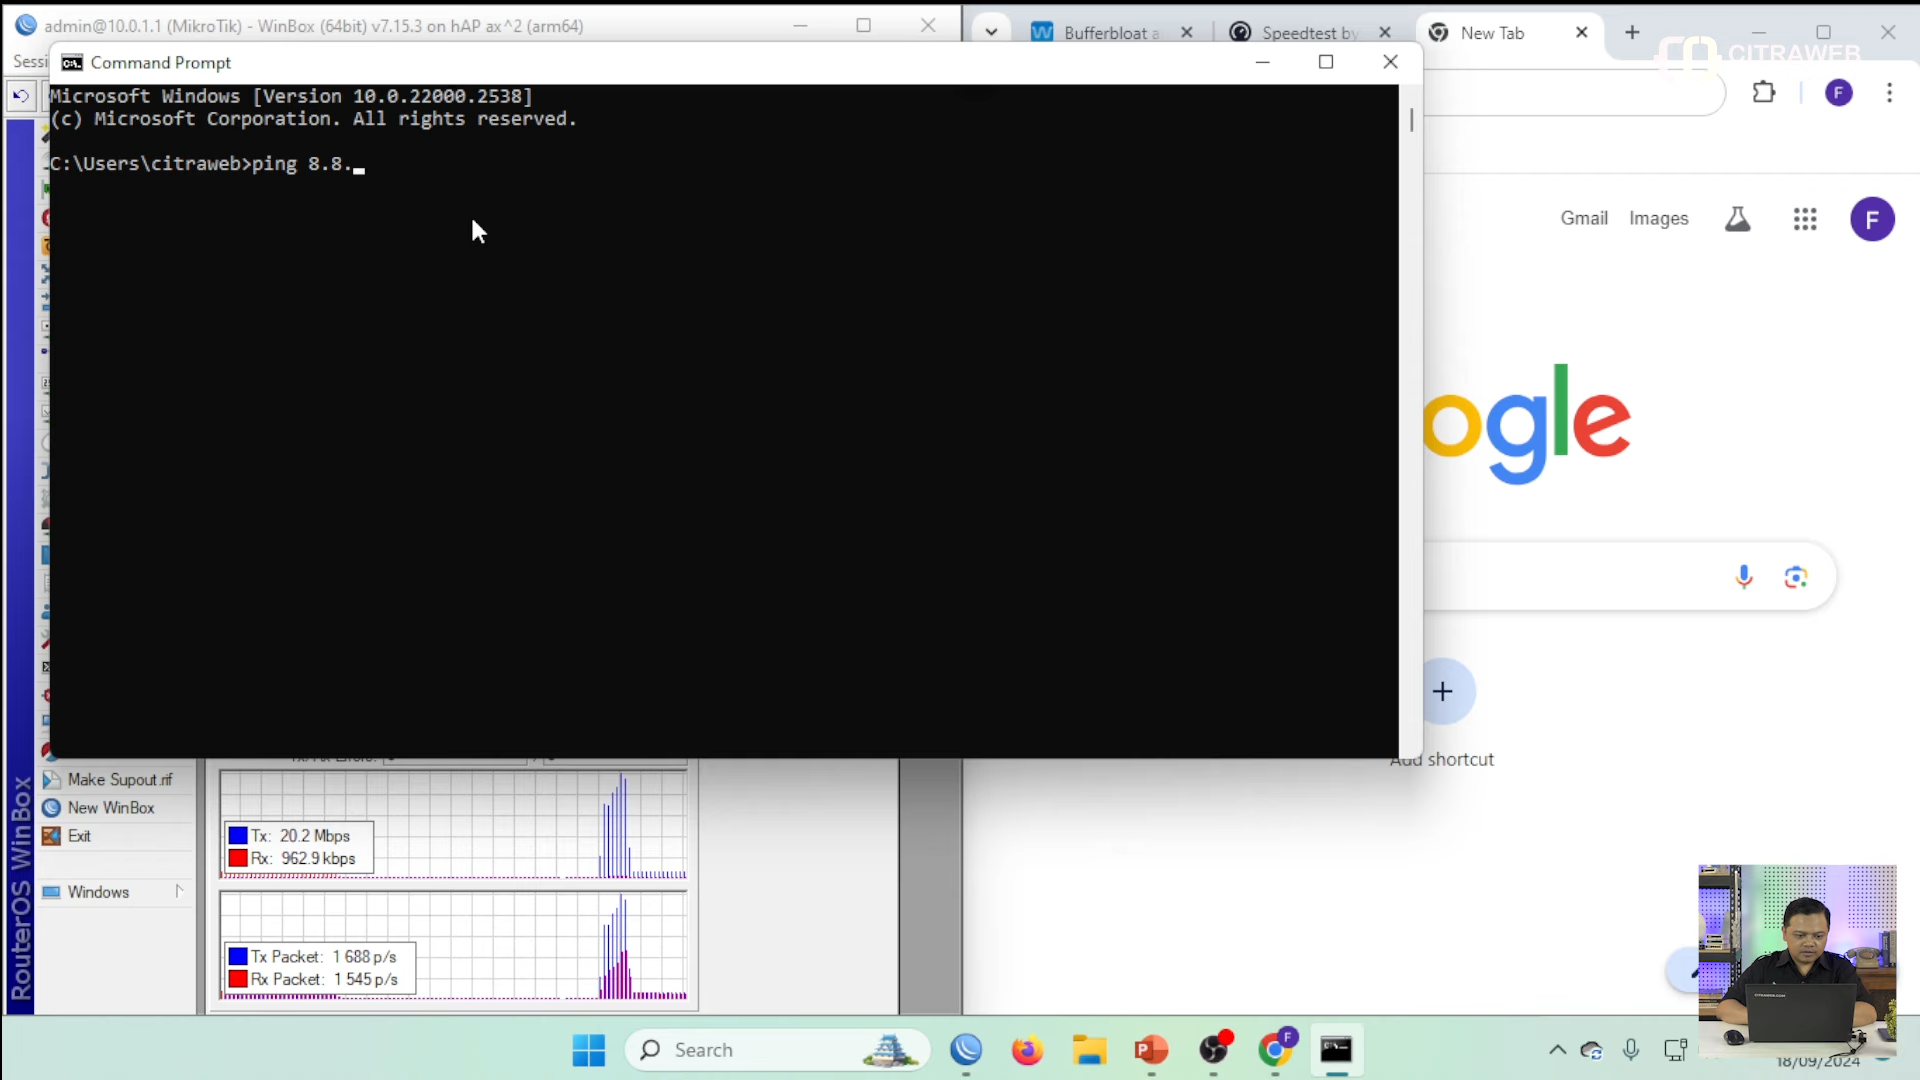 admin@10.0.1.1 (MikroTik) - WinBox (64bit) v7.15.3 on hAP ax^2 (arm64)
Bufferbloat a
Speedtest by
New Tab
CITRAWEB
Sessi
Command Prompt
F
Microsoft Windows [Version 10.0.22000.2538]
(c) Microsoft Corporation. All rights reserved.
C:\Users\citraweb>ping 8.8.
Gmail
Images
F
ogle
Add shortcut
Make Supout.rif
New WinBox
Exit
Windows
RouterOS WinBox
Tx: 20.2 Mbps
Rx: 962.9 kbps
Tx Packet: 1 688 p/s
Rx Packet: 1 545 p/s
Search
F
18/09/2024